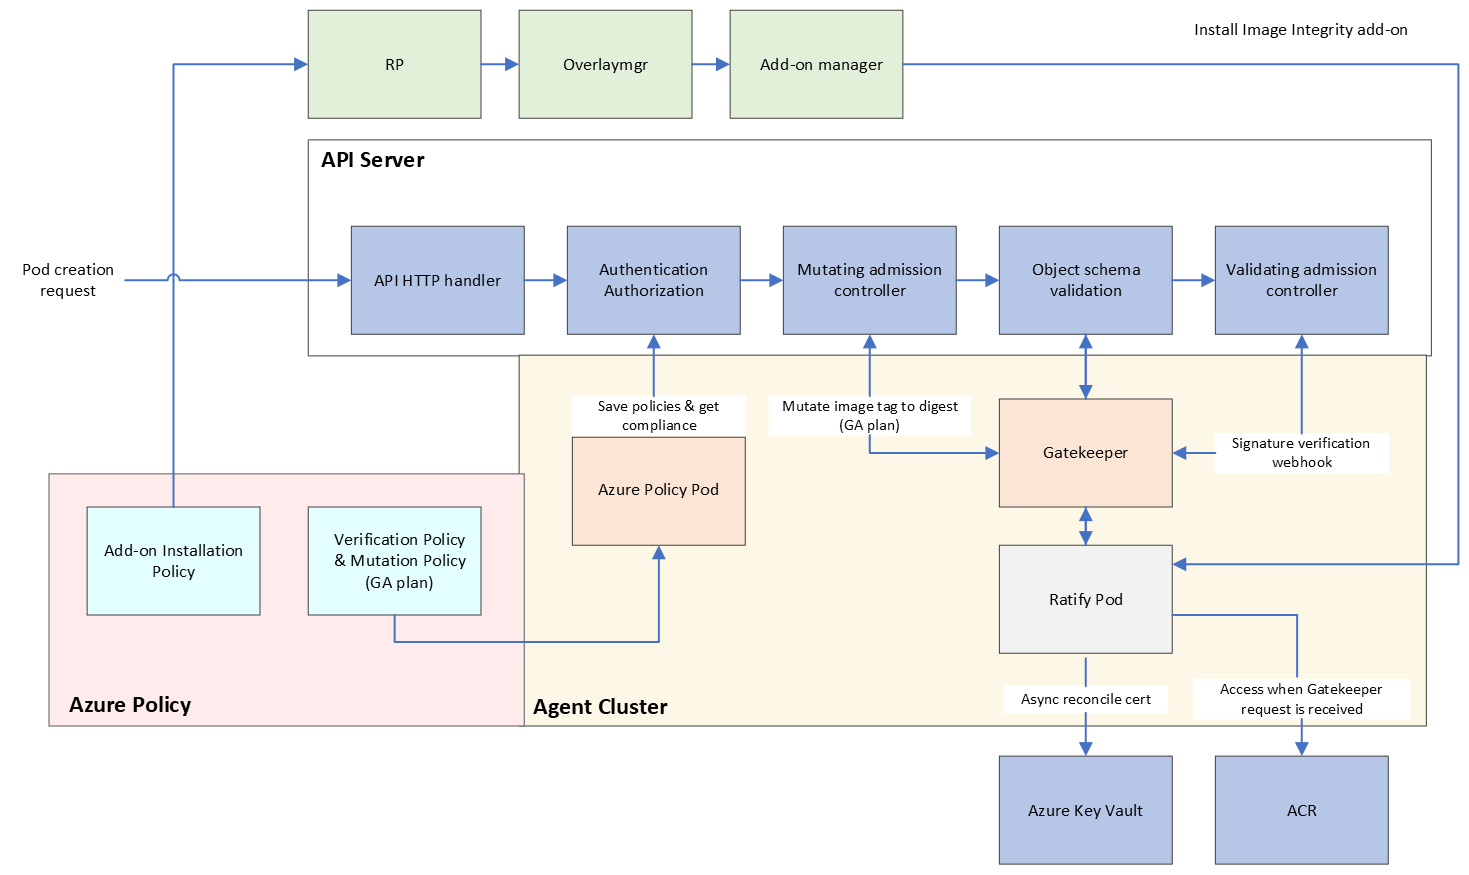 Install Image Integrity add-on
RP
Overlaymgr
Add-on manager
API Server
Pod creation
request
API HTTP handler
Authentication
Authorization
Mutating admission
controller
Object schema
validation
Validating admission
controller
Save policies & get
compliance
Mutate image tag to digest
(GA plan)
Signature verification
webhook
Gatekeeper
Azure Policy Pod
Add-on Installation
Policy
Verification Policy
& Mutation Policy
(GA plan)
Ratify Pod
Azure Policy
Agent Cluster
Async reconcile cert
Access when Gatekeeper
request is received
Azure Key Vault
ACR